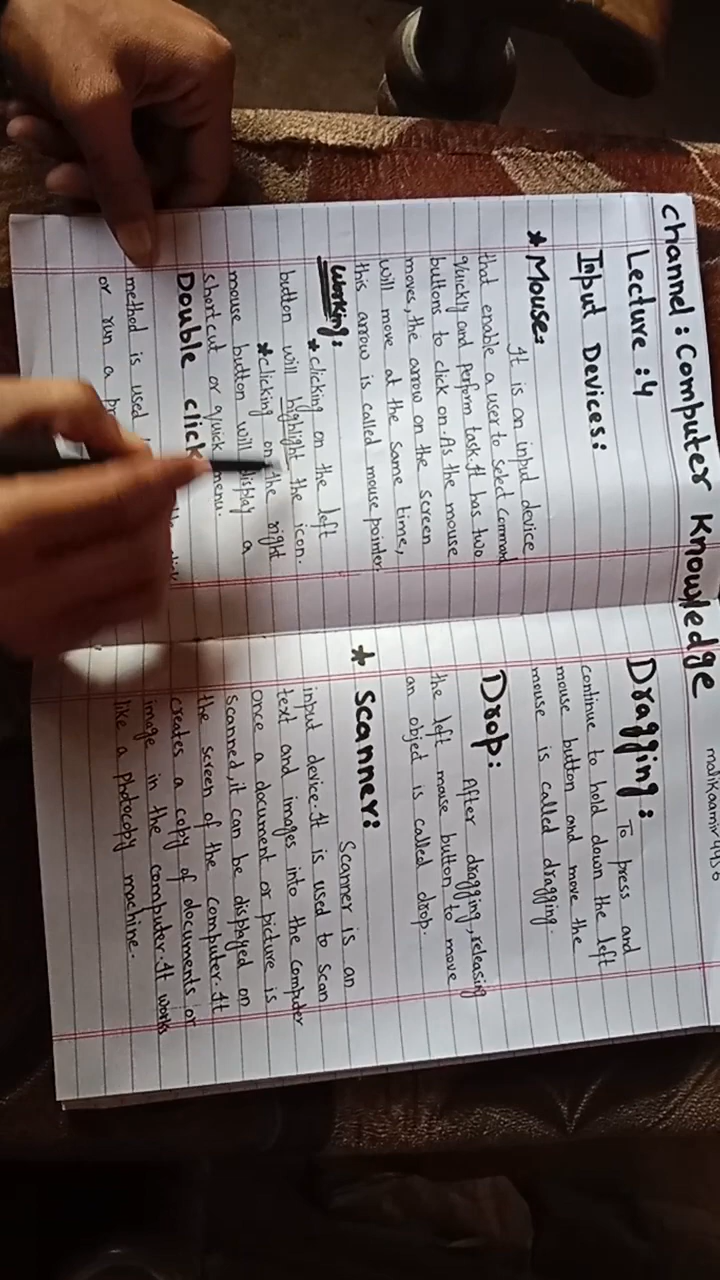 channel : Computer Knowledge
Lecture : 4
Input Devices:
* Mouse:
It is an input device
that enable a user to select command
quickly and perform task. It has two
buttons to click on. As the mouse
moves, the arrow on the screen
will move at the same time,
this arrow is called mouse pointer.
Working:
* clicking on the left
button will highlight the icon.
* clicking on the right
mouse button will display a
shortcut or quick menu.
Double click
method is used
or run a
Dragging:
To press and
continue to hold down the left
mouse button and move the
mouse is called dragging.
Drop:
After dragging, releasing
the left mouse button to move
an object is called drop.
* Scanner:
Scanner is an
input device. It is used to scan
text and images into the computer
Once a document or picture is
scanned, it can be displayed on
the screen of the computer. It
creates a copy of documents or
image in the computer. It works
like a photocopy machine.